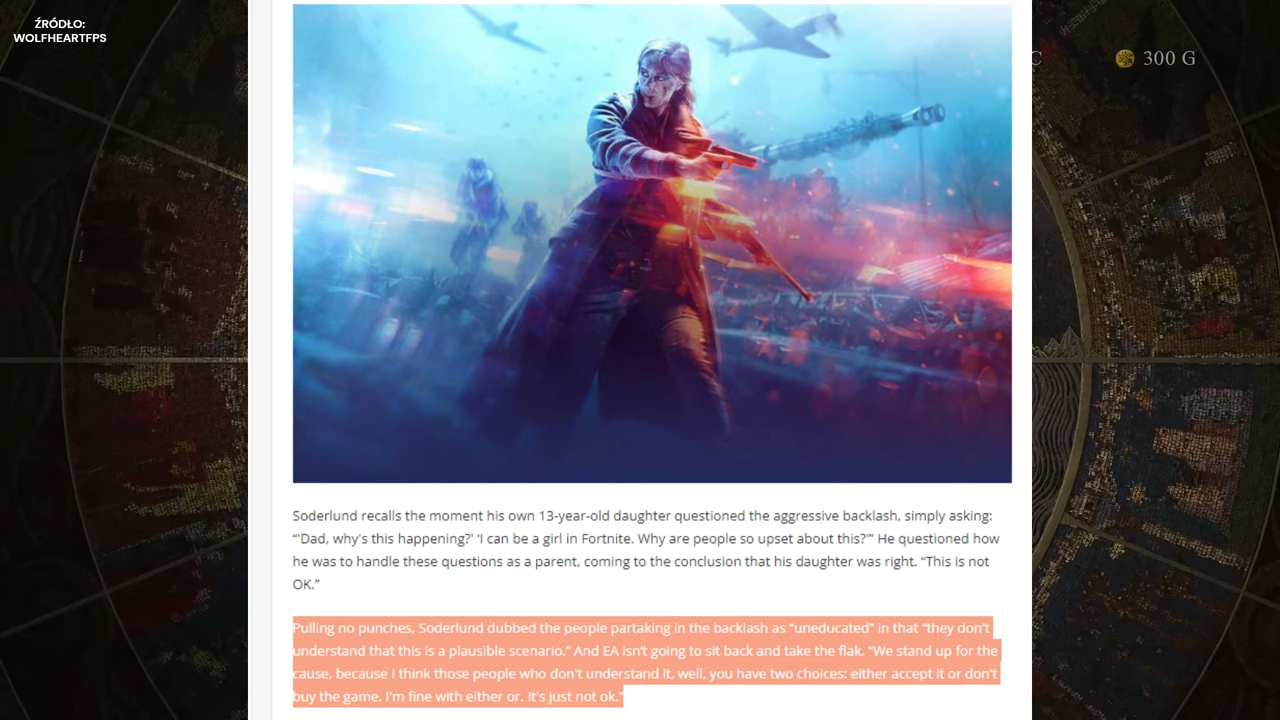 ŹRÓDŁO:
WOLFHEARTFPS
C
300 G
Soderlund recalls the moment his own 13-year-old daughter questioned the aggressive backlash, simply asking:
“'Dad, why's this happening?' 'I can be a girl in Fortnite. Why are people so upset about this?'” He questioned how
he was to handle these questions as a parent, coming to the conclusion that his daughter was right. “This is not
OK.”
Pulling no punches, Soderlund dubbed the people partaking in the backlash as “uneducated” in that “they don't
understand that this is a plausible scenario.” And EA isn't going to sit back and take the flak. “We stand up for the
cause, because I think those people who don't understand it, well, you have two choices: either accept it or don't
buy the game. I'm fine with either or. It's just not ok.”